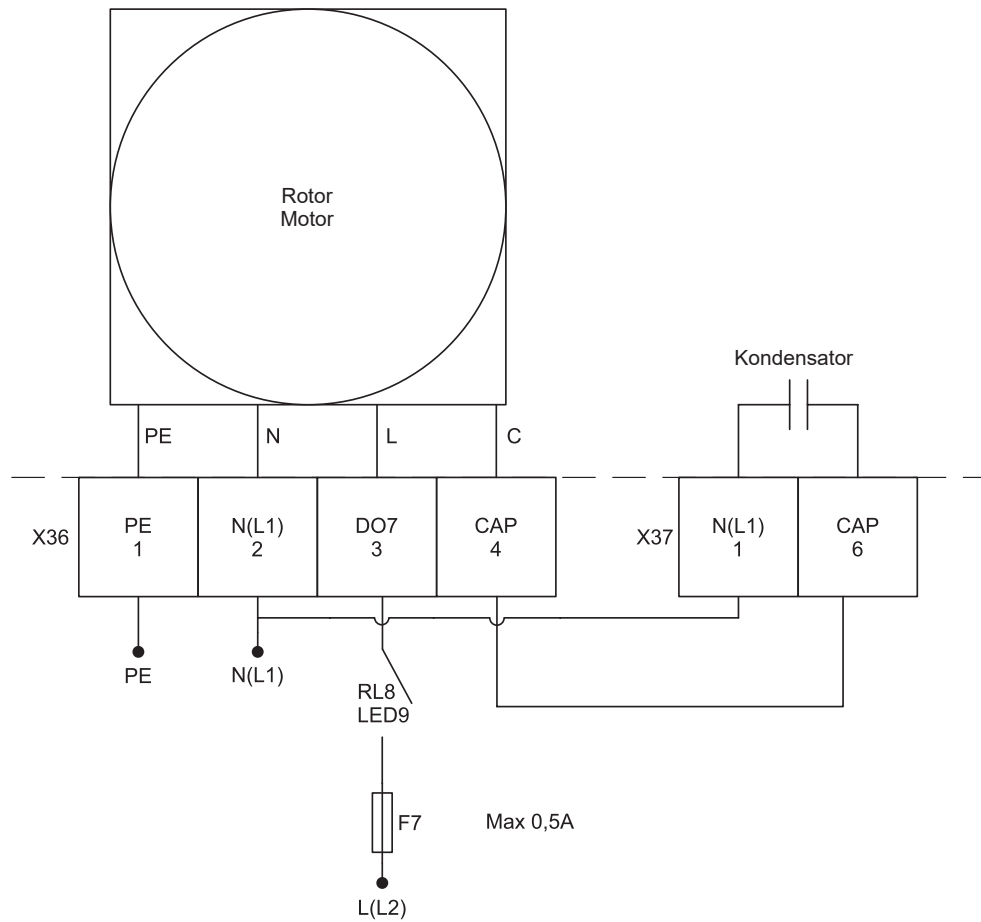 Rotor
Motor
Kondensator
PE
N
L
C
X36
PE
1
N(L1)
2
DO7
3
CAP
4
X37
N(L1)
1
CAP
6
PE
N(L1)
RL8
LED9
F7
Max 0,5A
L(L2)